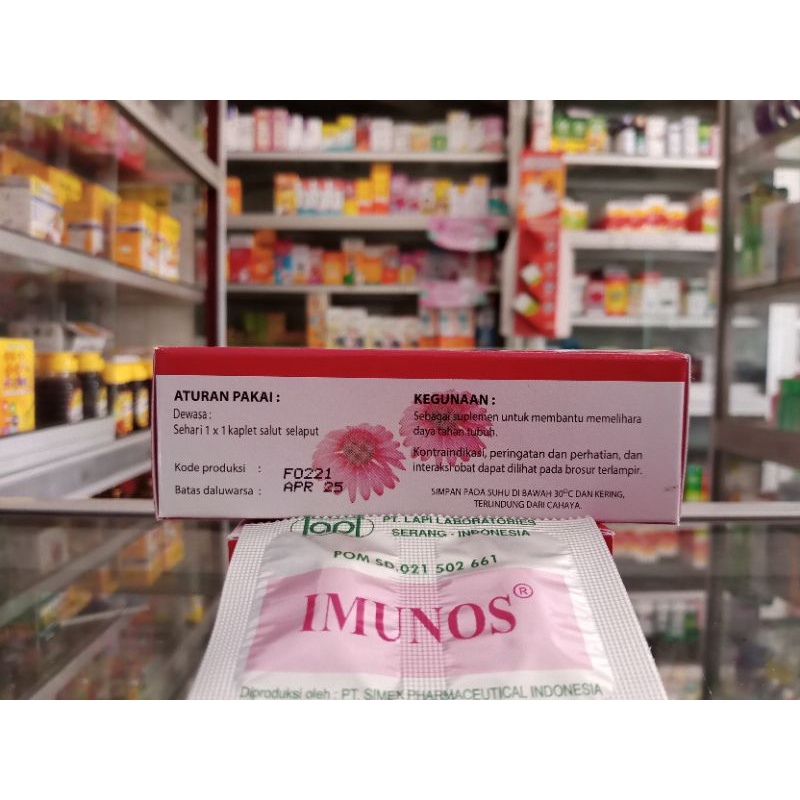 ATURAN PAKAI :
Dewasa :
Sehari 1 x 1 kaplet salut selaput
Kode produksi : F0221
Batas daluwarsa : APR 25
KEGUNAAN :
Sebagai suplemen untuk membantu memelihara
daya tahan tubuh.
Kontraindikasi, peringatan dan perhatian, dan
interaksi obat dapat dilihat pada brosur terlampir.
SIMPAN PADA SUHU DI BAWAH 30°C DAN KERING,
TERLINDUNG DARI CAHAYA.
lapi PT. LAPI LABORATORIES
SERANG - INDONESIA
POM SD.021 502 661
IMUNOS®
Diproduksi oleh : PT. SIMEX PHARMACEUTICAL INDONESIA